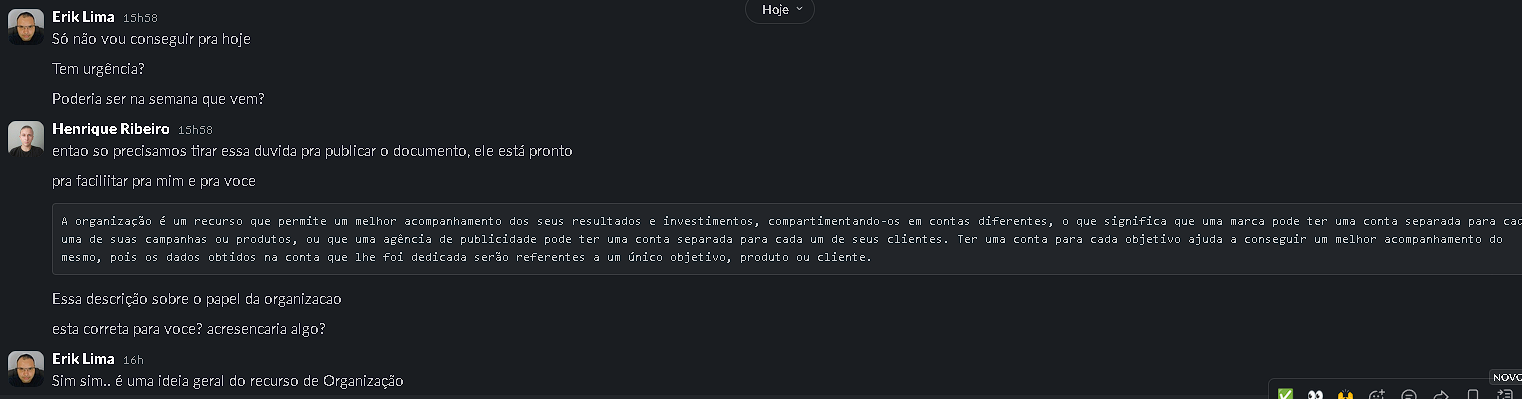 Hoje
Erik Lima 15h58
Só não vou conseguir pra hoje
Tem urgência?
Poderia ser na semana que vem?
Henrique Ribeiro 15h58
entao so precisamos tirar essa duvida pra publicar o documento, ele está pronto
pra faciliitar pra mim e pra voce
A organização é um recurso que permite um melhor acompanhamento dos seus resultados e investimentos, compartimentando-os em contas diferentes, o que significa que uma marca pode ter uma conta separada para cad
uma de suas campanhas ou produtos, ou que uma agência de publicidade pode ter uma conta separada para cada um de seus clientes. Ter uma conta para cada objetivo ajuda a conseguir um melhor acompanhamento do
mesmo, pois os dados obtidos na conta que lhe foi dedicada serão referentes a um único objetivo, produto ou cliente.
Essa descrição sobre o papel da organizacao
esta correta para voce? acresencaria algo?
Erik Lima 16h
Sim sim.. é uma ideia geral do recurso de Organização
NOVO